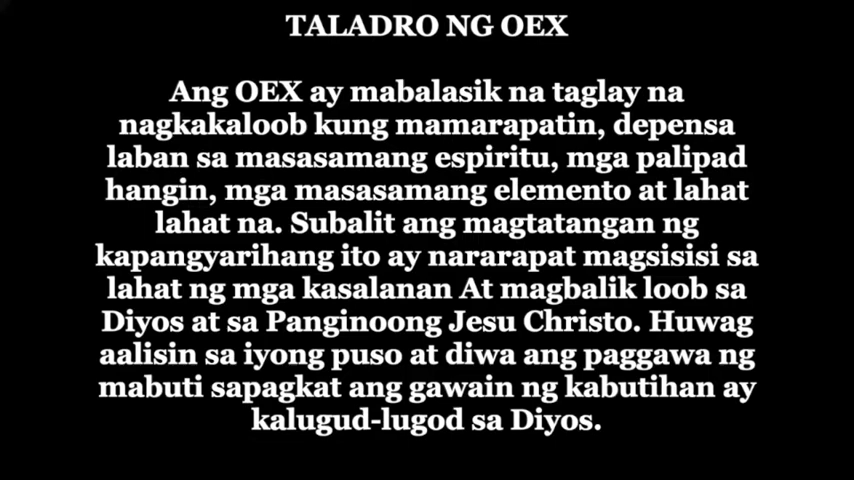 TALADRO NG OEX
Ang OEX ay mabalasik na taglay na
nagkakaloob kung mamarapatin, depensa
laban sa masasamang espiritu, mga palipad
hangin, mga masasamang elemento at lahat
lahat na. Subalit ang magtatangan ng
kapangyarihang ito ay nararapat magsisisi sa
lahat ng mga kasalanan At magbalik loob sa
Diyos at sa Panginoong Jesu Christo. Huwag
aalisin sa iyong puso at diwa ang paggawa ng
mabuti sapagkat ang gawain ng kabutihan ay
kalugud-lugod sa Diyos.